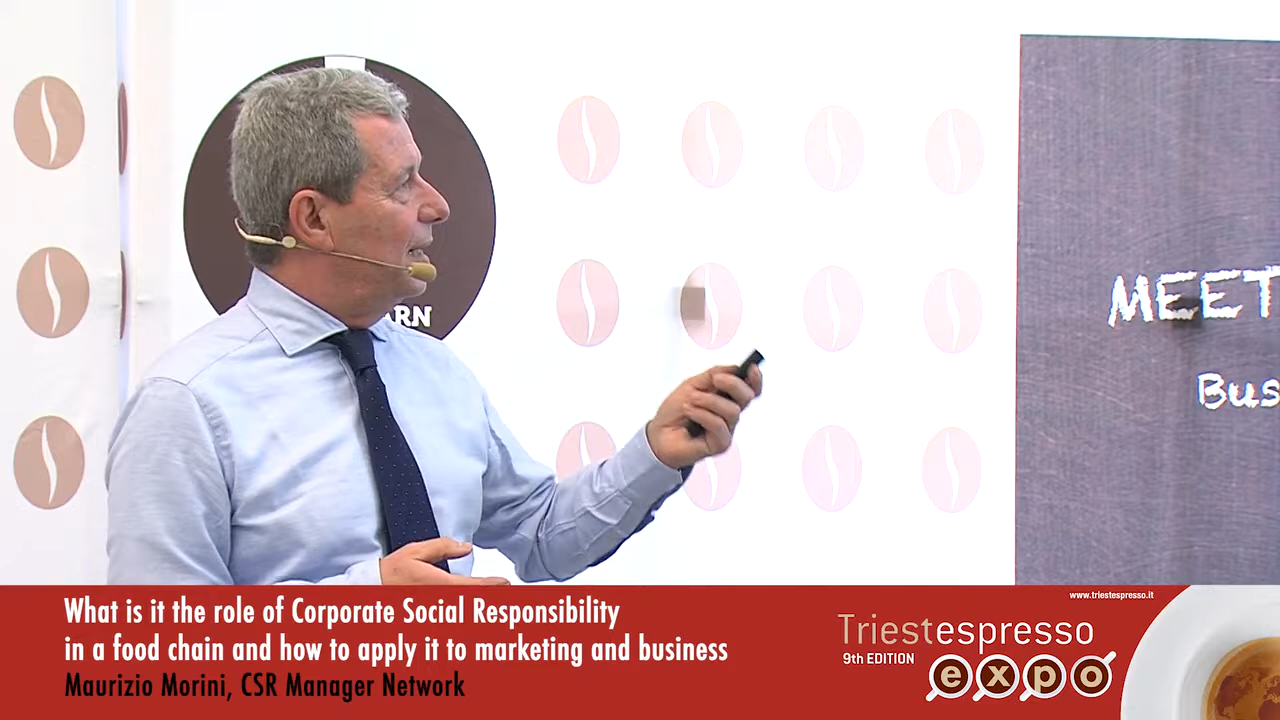 ARN
MEET
Bus
www.triestespresso.it
What is it the role of Corporate Social Responsibility
in a food chain and how to apply it to marketing and business
Maurizio Morini, CSR Manager Network
Triestespresso
9th EDITION
expo